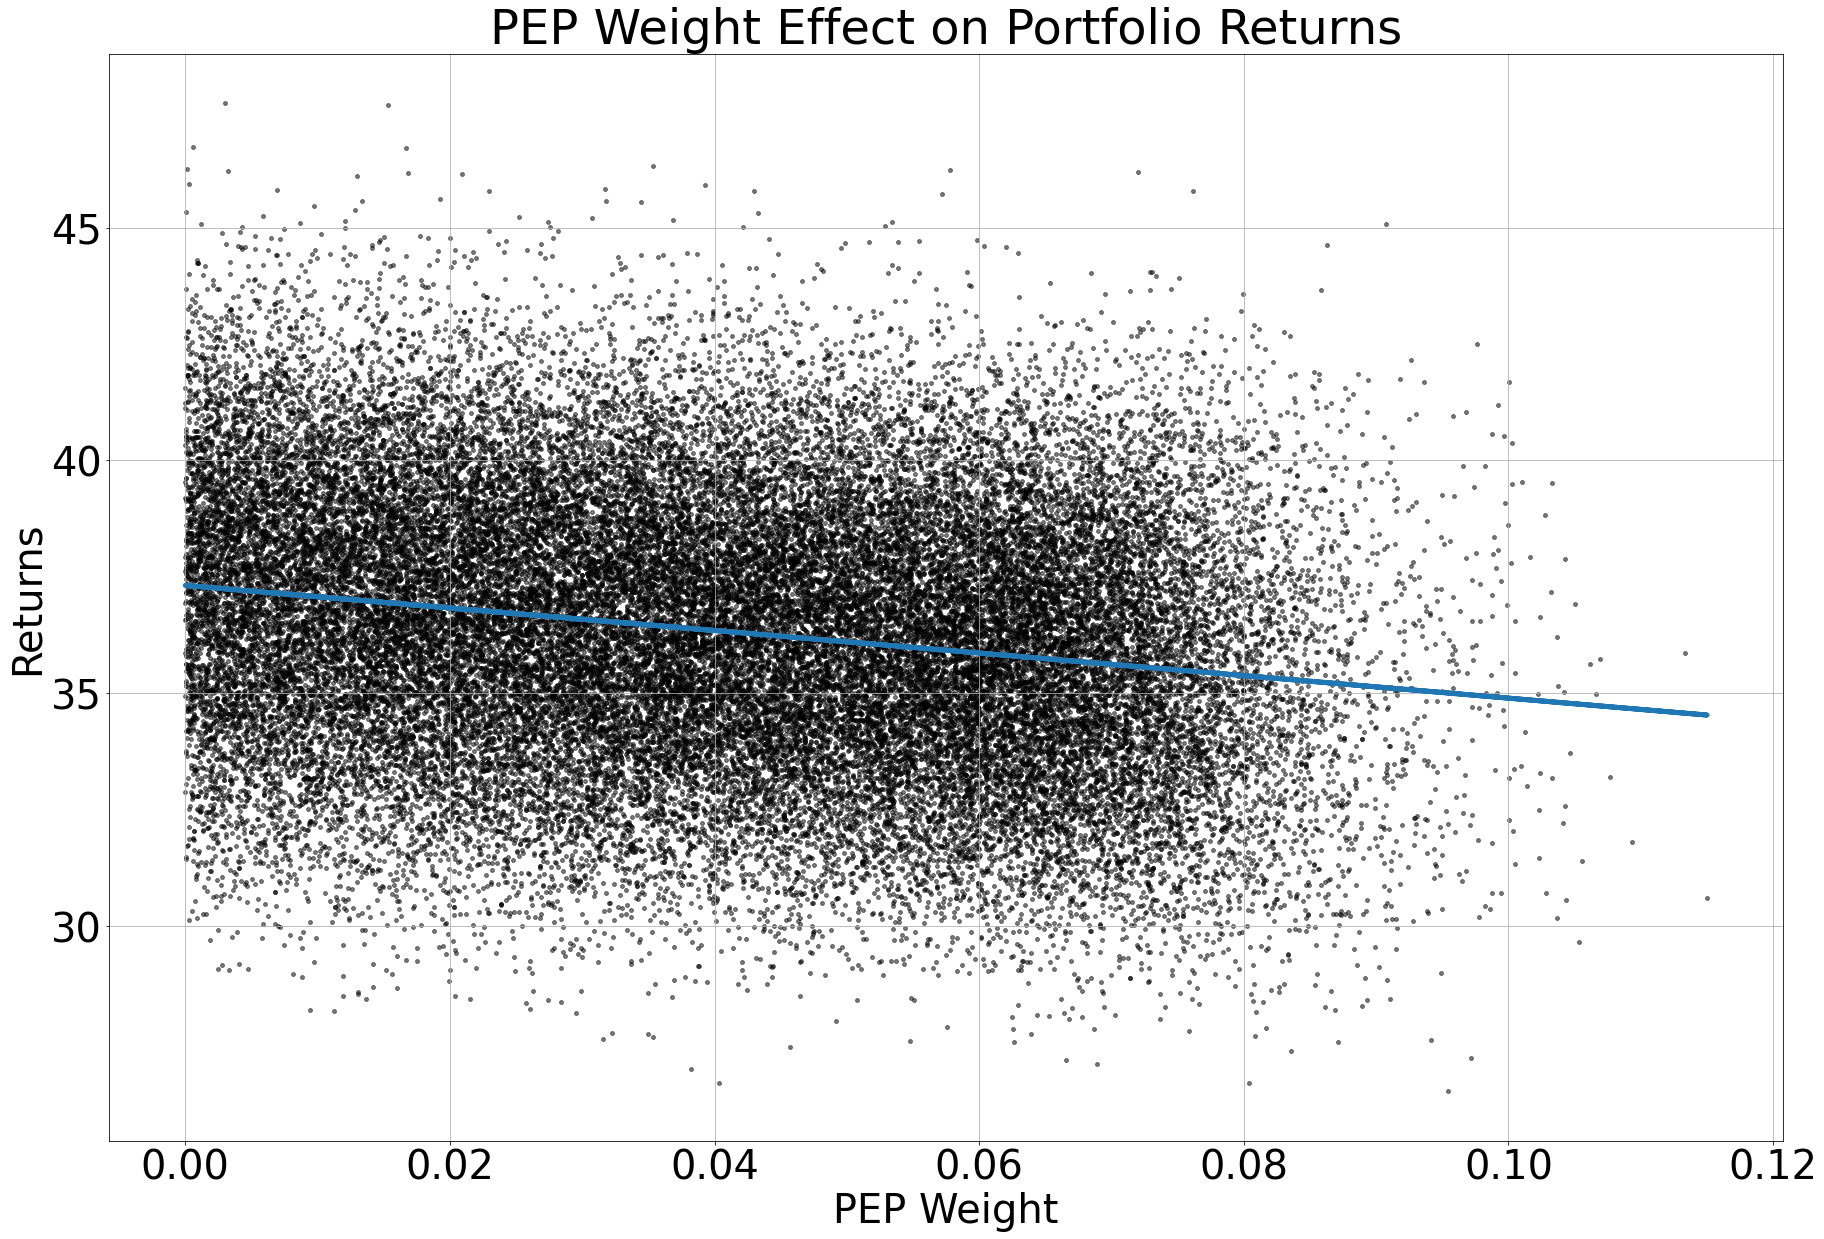 PEP Weight Effect on Portfolio Returns
45
40
35
30
Returns
0.00 0.02 0.04 0.06 0.08 0.10 0.12
PEP Weight